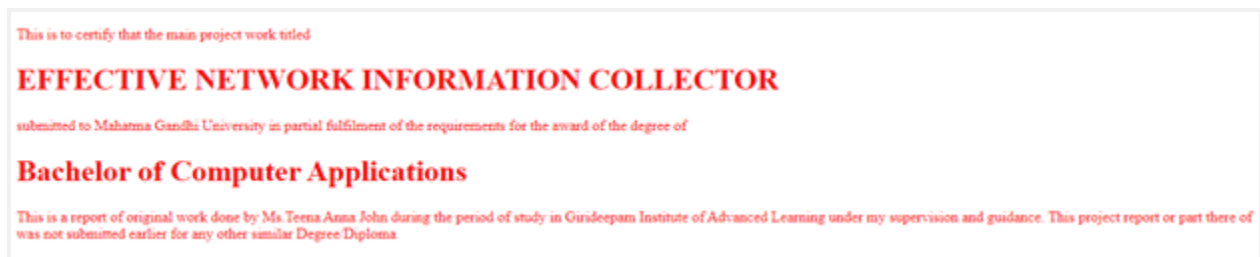 This is to certify that the main project work titled
EFFECTIVE NETWORK INFORMATION COLLECTOR
submitted to Mahatma Gandhi University in partial fulfilment of the requirements for the award of the degree of
Bachelor of Computer Applications
This is a report of original work done by Ms.Teena Anna John during the period of study in Girideepam Institute of Advanced Learning under my supervision and guidance. This project report or part there of
was not submitted earlier for any other similar Degree/Diploma